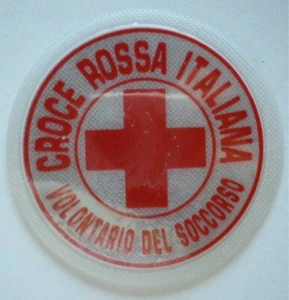 CROCE ROSSA ITALIANA
VOLONTARIO DEL SOCCORSO